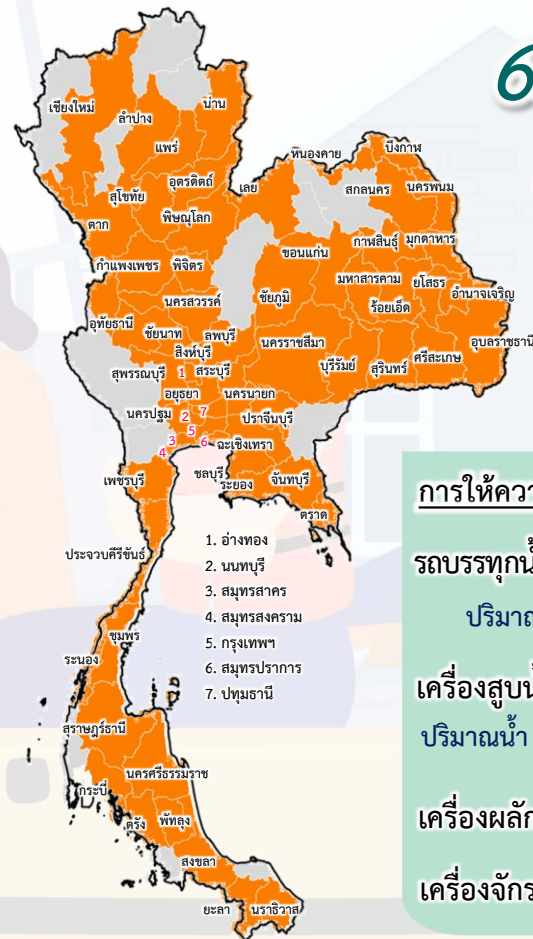 6
เชียงใหม่
ลำปาง
น่าน
แพร่
อุตรดิตถ์
สุโขทัย
ตาก
พิษณุโลก
กำแพงเพชร
พิจิตร
นครสวรรค์
เลย
หนองคาย
บึงกาฬ
สกลนคร
นครพนม
ขอนแก่น
กาฬสินธุ์
มุกดาหาร
มหาสารคาม
ยโสธร
ชัยภูมิ
ร้อยเอ็ด
อำนาจเจริญ
อุทัยธานี
ชัยนาท
ลพบุรี
สิงห์บุรี
นครราชสีมา
บุรีรัมย์
สุรินทร์
ศรีสะเกษ
อุบลราชธานี
สุพรรณบุรี
1
สระบุรี
อยุธยา
นครนายก
นครปฐม
2
7
ปราจีนบุรี
5
3
6
ฉะเชิงเทรา
4
เพชรบุรี
ชลบุรี
ระยอง
จันทบุรี
ตราด
ประจวบคีรีขันธ์
ชุมพร
ระนอง
สุราษฎร์ธานี
นครศรีธรรมราช
กระบี่
ตรัง
พัทลุง
สงขลา
ยะลา
นราธิวาส
1. อ่างทอง
2. นนทบุรี
3. สมุทรสาคร
4. สมุทรสงคราม
5. กรุงเทพฯ
6. สมุทรปราการ
7. ปทุมธานี
การให้ควา
รถบรรทุกน้ำ
ปริมาณ
เครื่องสูบน้ำ
ปริมาณน้ำ
เครื่องผลัก
เครื่องจักร